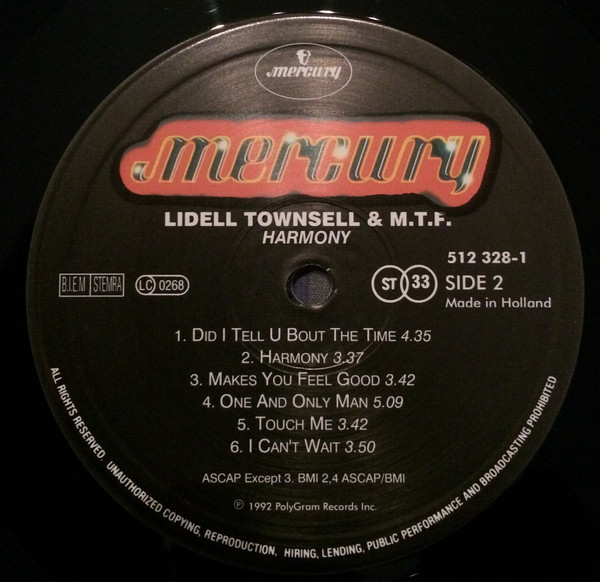 mercury
mercury
LIDELL TOWNSELL & M.T.F.
HARMONY
512 328-1
B.I.E.M STEMRA LC 0268 ST 33 SIDE 2
Made in Holland
1. DID I TELL U BOUT THE TIME 4.35
2. HARMONY 3.37
3. MAKES YOU FEEL GOOD 3.42
4. ONE AND ONLY MAN 5.09
5. TOUCH ME 3.42
6. I CAN'T WAIT 3.50
ASCAP Except 3. BMI 2,4 ASCAP/BMI
℗ 1992 PolyGram Records Inc.
ALL RIGHTS RESERVED. UNAUTHORIZED COPYING, REPRODUCTION, HIRING, LENDING, PUBLIC PERFORMANCE AND BROADCASTING PROHIBITED